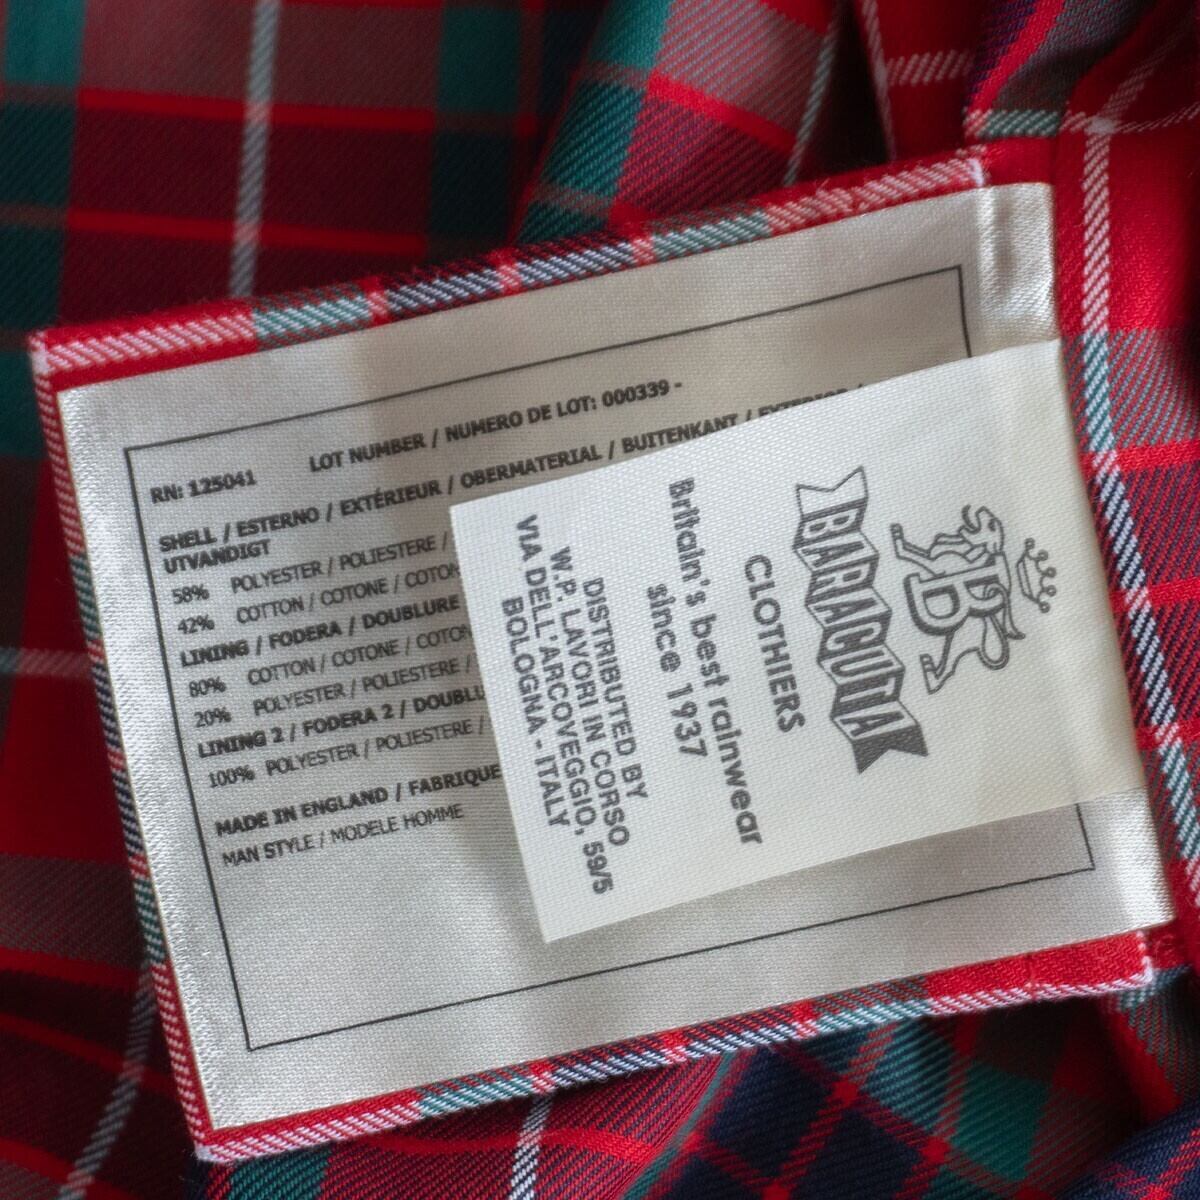 RN: 125041 LOT NUMBER / NUMERO DE LOT: 000339 -
SHELL / ESTERNO / EXTÉRIEUR / OBERMATERIAL / BUITENKANT / EXTERIOR /
UTVANDIGT
58% POLYESTER / POLIESTERE /
42% COTTON / COTONE / COTON
LINING / FODERA / DOUBLURE
80% COTTON / COTONE / COTON
20% POLYESTER / POLIESTERE /
LINING 2 / FODERA 2 /
100% POLYESTER / POLIESTERE /
MADE IN ENGLAND / FABRIQUE
MAN STYLE / MODELE HOMME
B
BARACUTA
CLOTHIERS
Britain's best rainwear
since 1937
DISTRIBUTED BY
W.P. LAVORI IN CORSO
VIA DELL'ARCOVEGGIO, 59/5
BOLOGNA - ITALY